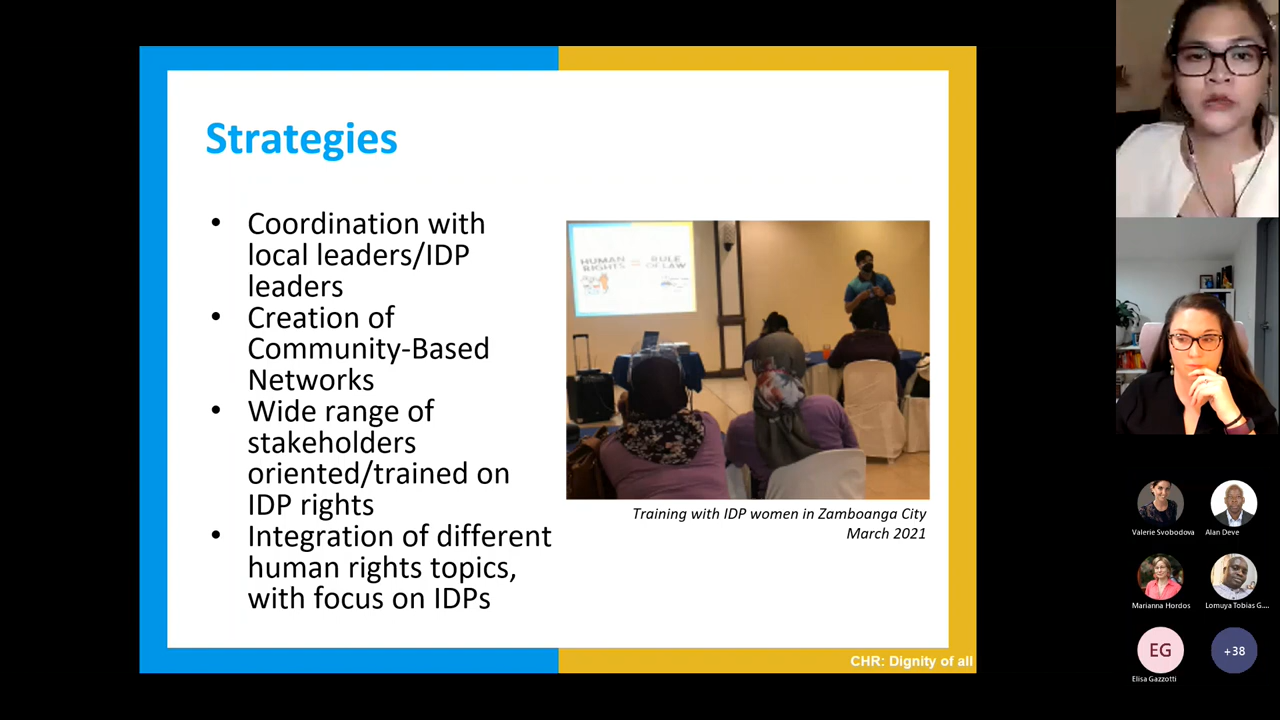 Strategies
• Coordination with
local leaders/IDP
leaders
• Creation of
Community-Based
Networks
• Wide range of
stakeholders
oriented/trained on
IDP rights
• Integration of different
human rights topics,
with focus on IDPs
HUMAN RIGHTS = RULE OF LAW
Training with IDP women in Zamboanga City
March 2021
CHR: Dignity of all
Valerie Svobodova
Alan Deve
Marianna Hordos
Lomuya Tobias G....
EG
+38
Elisa Gazzotti